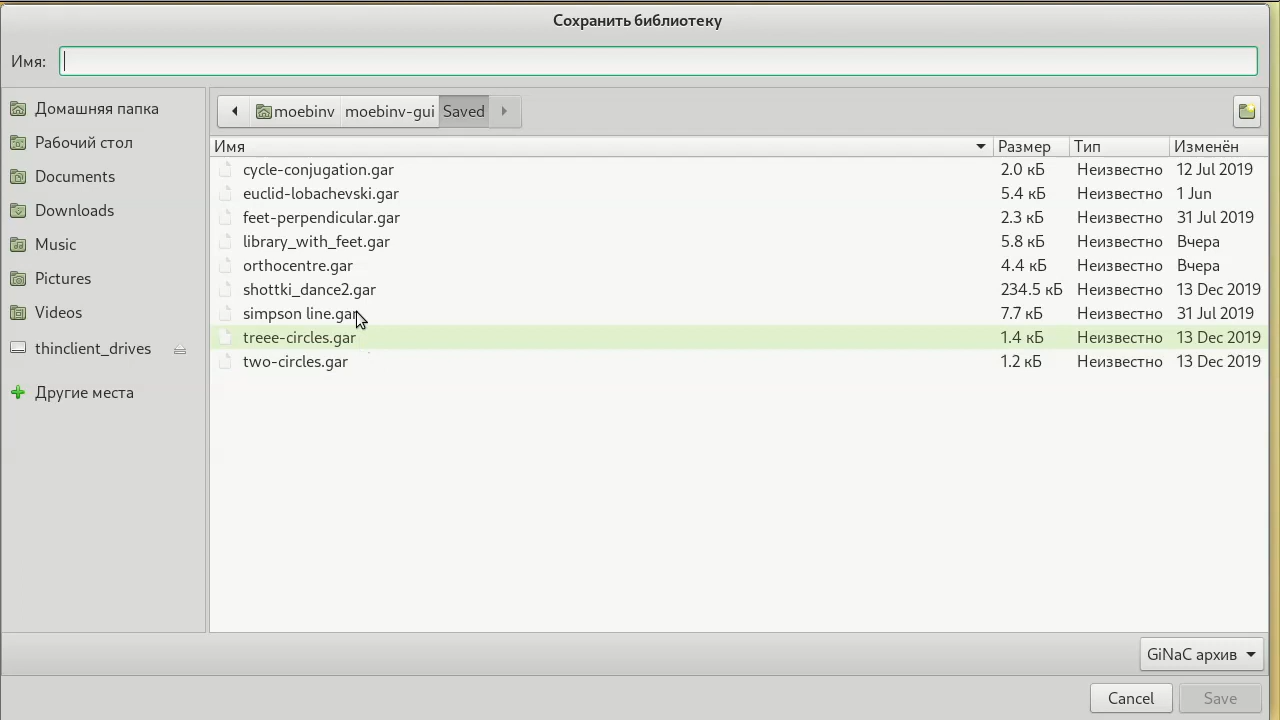 Сохранить библиотеку
Имя:
Домашняя папка
Рабочий стол
Documents
Downloads
Music
Pictures
Videos
thinclient_drives
Другие места
moebinv moebinv-gui Saved
Имя Размер Тип Изменён
cycle-conjugation.gar 2.0 кБ Неизвестно 12 Jul 2019
euclid-lobachevski.gar 5.4 кБ Неизвестно 1 Jun
feet-perpendicular.gar 2.3 кБ Неизвестно 31 Jul 2019
library_with_feet.gar 5.8 кБ Неизвестно Вчера
orthocentre.gar 4.4 кБ Неизвестно Вчера
shottki_dance2.gar 234.5 кБ Неизвестно 13 Dec 2019
simpson line.gar 7.7 кБ Неизвестно 31 Jul 2019
treee-circles.gar 1.4 кБ Неизвестно 13 Dec 2019
two-circles.gar 1.2 кБ Неизвестно 13 Dec 2019
GiNaC архив
Cancel Save